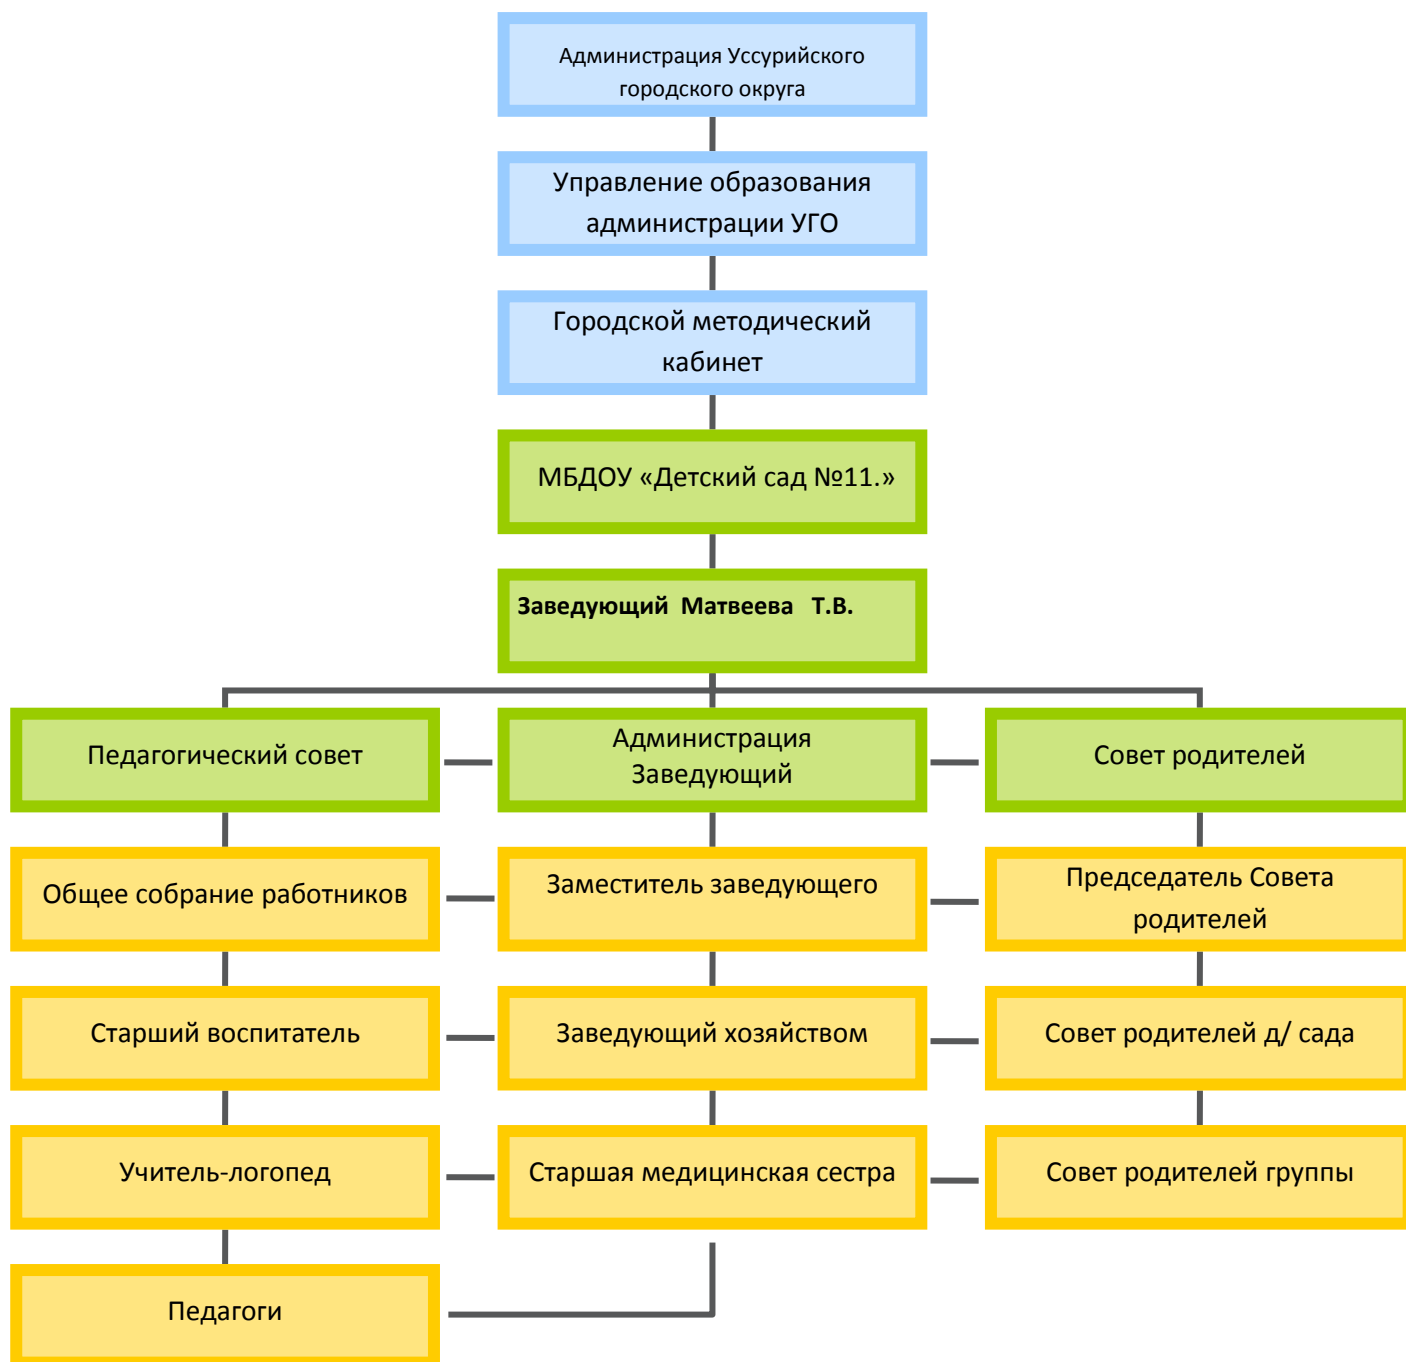 Администрация Уссурийского
городского округа
Управление образования
администрации УГО
Городской методический
кабинет
МБДОУ «Детский сад №11.»
Заведующий Матвеева Т.В.
Педагогический совет
Администрация
Заведующий
Совет родителей
Общее собрание работников
Заместитель заведующего
Председатель Совета
родителей
Старший воспитатель
Заведующий хозяйством
Совет родителей д/ сада
Учитель-логопед
Старшая медицинская сестра
Совет родителей группы
Педагоги